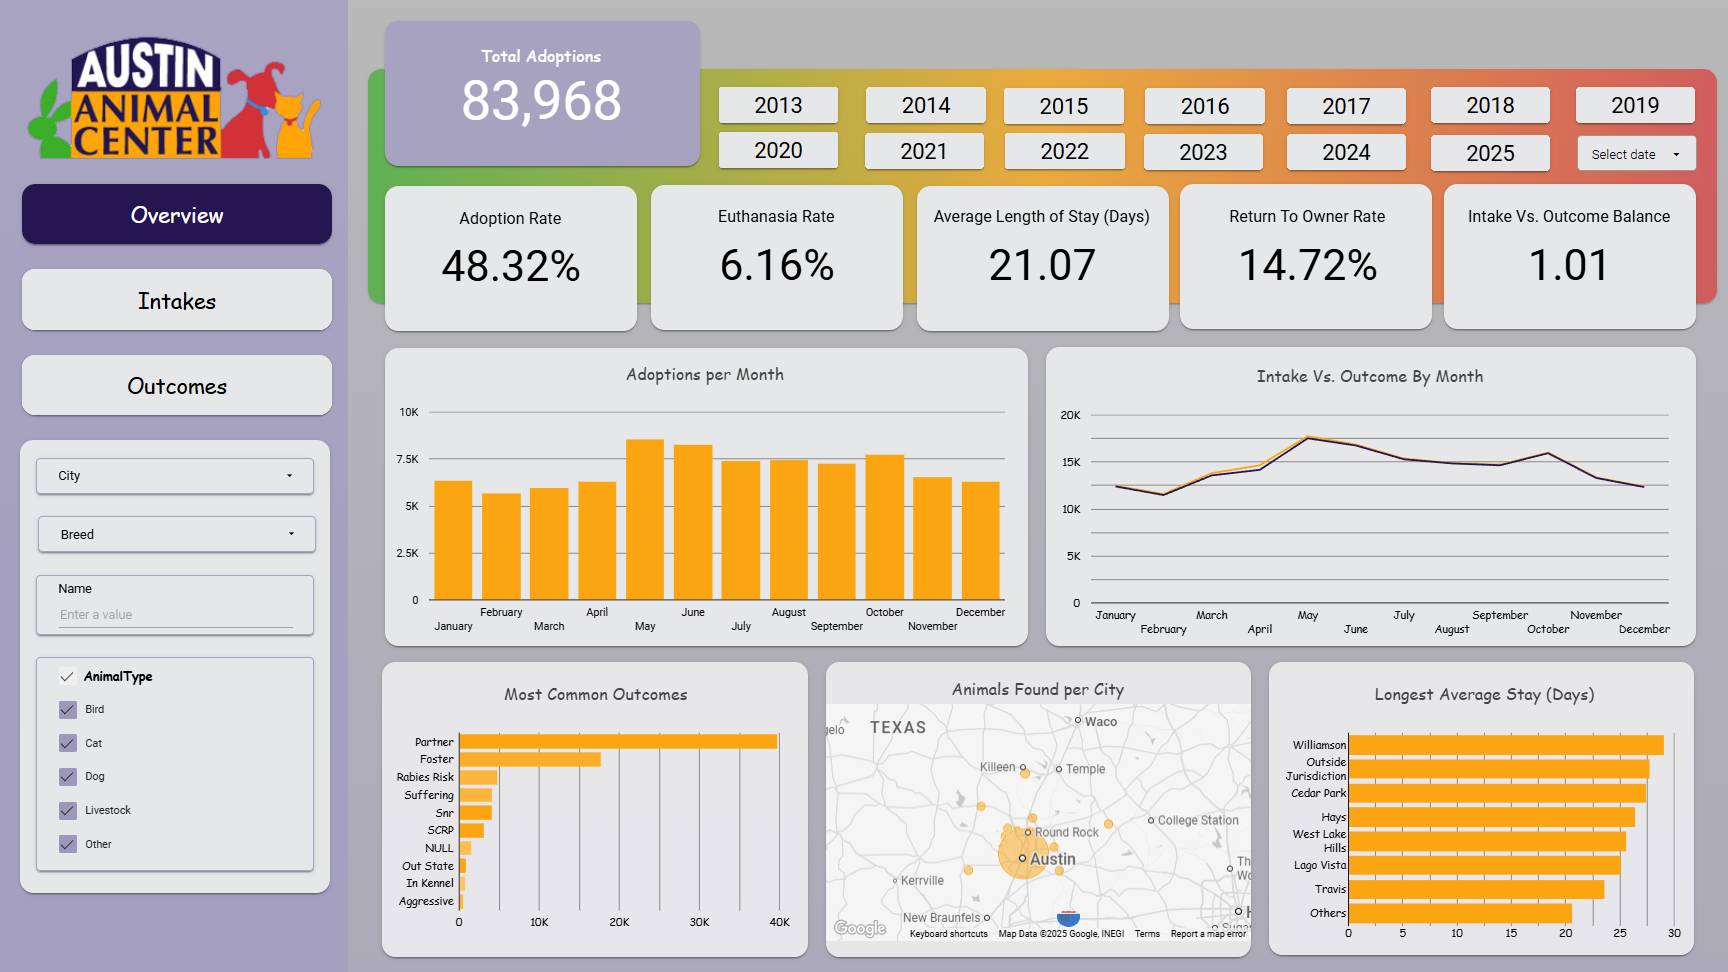 AUSTIN
ANIMAL
CENTER
Overview
Intakes
Outcomes
City
Breed
Name
Enter a value
AnimalType
Bird
Cat
Dog
Livestock
Other
Total Adoptions
83,968
2013 2014 2015 2016 2017 2018 2019
2020 2021 2022 2023 2024 2025 Select date
Adoption Rate
48.32%
Euthanasia Rate
6.16%
Average Length of Stay (Days)
21.07
Return To Owner Rate
14.72%
Intake Vs. Outcome Balance
1.01
Adoptions per Month
10K
7.5K
5K
2.5K
0
February April June August October December
January March May July September November
Intake Vs. Outcome By Month
20K
15K
10K
5K
0
January March May July September November
February April June August October December
Most Common Outcomes
Partner
Foster
Rabies Risk
Suffering
Snr
SCRP
NULL
Out State
In Kennel
Aggressive
0 10K 20K 30K 40K
Animals Found per City
TEXAS
Waco
Killeen
Temple
Round Rock
College Station
Austin
Kerrville
New Braunfels
Google
Keyboard shortcuts Map Data ©2025 Google, INEGI Terms Report a map error
Longest Average Stay (Days)
Williamson
Outside
Jurisdiction
Cedar Park
Hays
West Lake
Hills
Lago Vista
Travis
Others
0 5 10 15 20 25 30